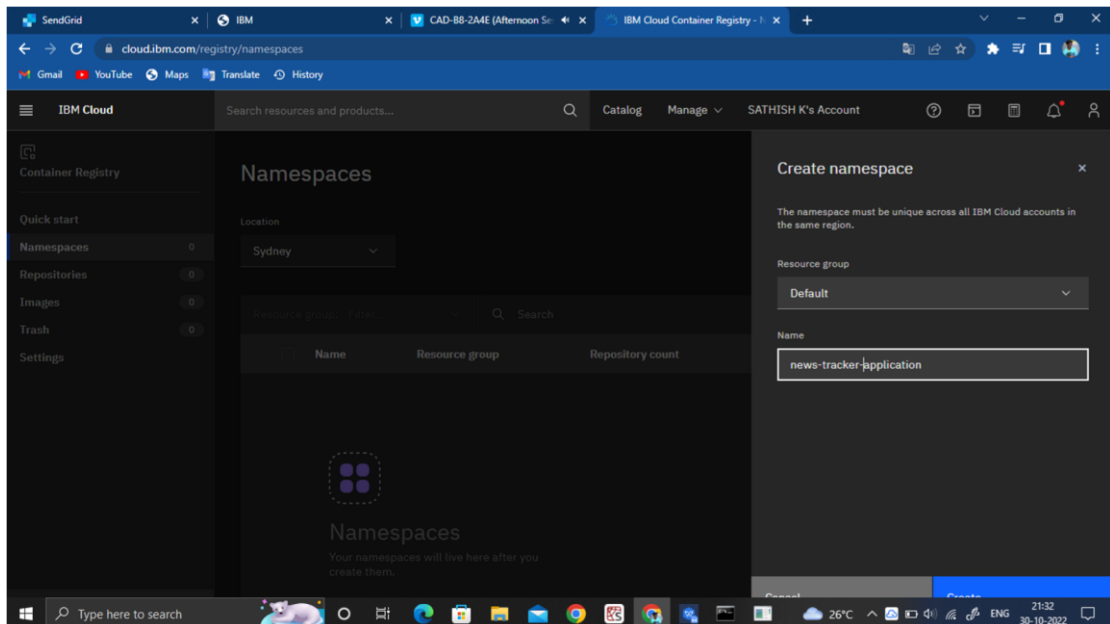 SendGrid
IBM
CAD-B8-2A4E (Afternoon Se
IBM Cloud Container Registry - N
cloud.ibm.com/registry/namespaces
Gmail
YouTube
Maps
Translate
History
IBM Cloud
Search resources and products...
Catalog
Manage
SATHISH K's Account
Container Registry
Quick start
Namespaces 0
Repositories 0
Images 0
Trash 0
Settings
Namespaces
Location
Sydney
Resource group: Filter...
Search
Name
Resource group
Repository count
Namespaces
Your namespaces will live here after you
create them.
Create namespace
The namespace must be unique across all IBM Cloud accounts in
the same region.
Resource group
Default
Name
news-tracker-application
Cancel
Create
Type here to search
26°C
ENG
21:32
30-10-2022